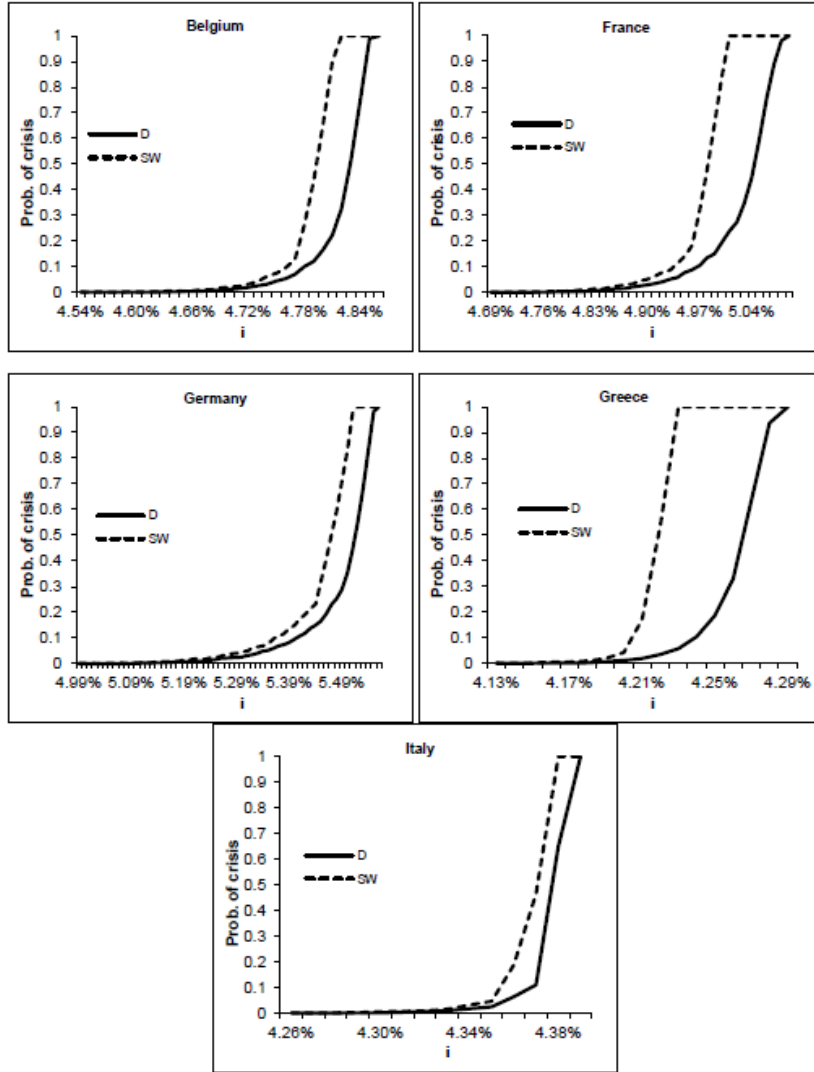 Belgium
1
0.9
0.8
0.7
0.6
0.5
0.4
0.3
0.2
0.1
0
Prob. of crisis
D
SW
4.54% 4.60% 4.66% 4.72% 4.78% 4.84%
i
France
1
0.9
0.8
0.7
0.6
0.5
0.4
0.3
0.2
0.1
0
Prob. of crisis
D
SW
4.69% 4.76% 4.83% 4.90% 4.97% 5.04%
i
Germany
1
0.9
0.8
0.7
0.6
0.5
0.4
0.3
0.2
0.1
0
Prob. of crisis
D
SW
4.99% 5.09% 5.19% 5.29% 5.39% 5.49%
i
Greece
1
0.9
0.8
0.7
0.6
0.5
0.4
0.3
0.2
0.1
0
Prob. of crisis
D
SW
4.13% 4.17% 4.21% 4.25% 4.29%
i
Italy
1
0.9
0.8
0.7
0.6
0.5
0.4
0.3
0.2
0.1
0
Prob. of crisis
D
SW
4.26% 4.30% 4.34% 4.38%
i